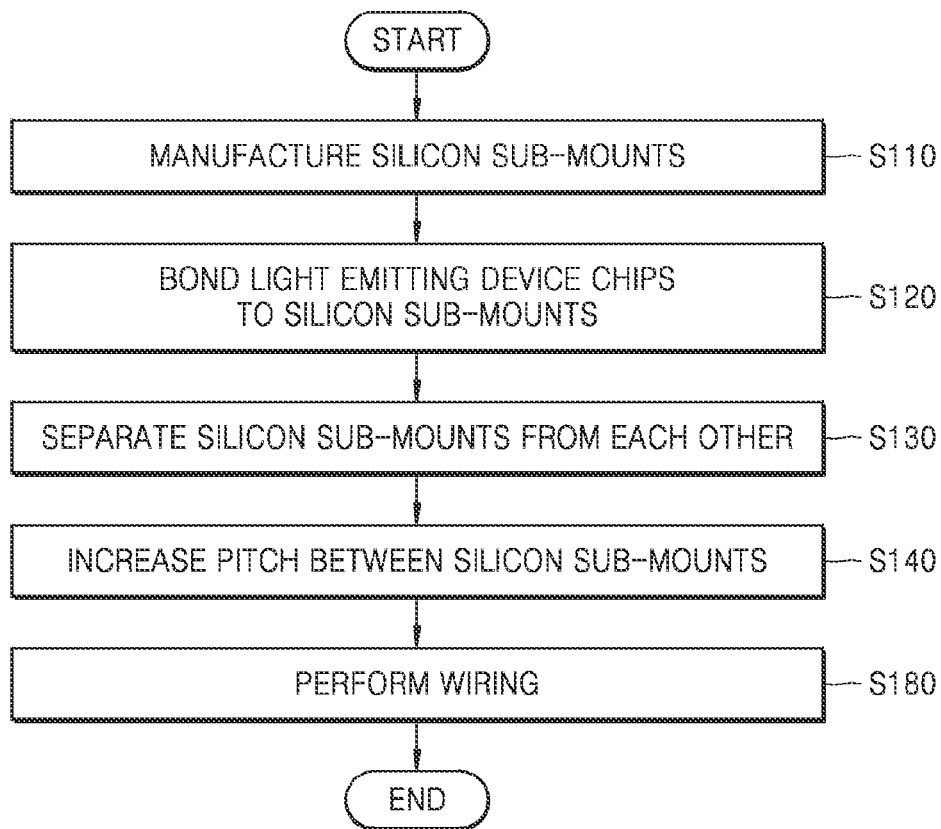 START
MANUFACTURE SILICON SUB-MOUNTS
S110
BOND LIGHT EMITTING DEVICE CHIPS
TO SILICON SUB-MOUNTS
S120
SEPARATE SILICON SUB-MOUNTS FROM EACH OTHER
S130
INCREASE PITCH BETWEEN SILICON SUB-MOUNTS
S140
PERFORM WIRING
S180
END